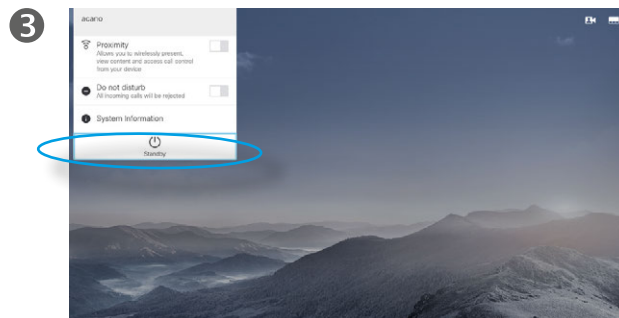 3
acano
Proximity
Allows you to wirelessly present,
view content and access call control
from your device
Do not disturb
All incoming calls will be rejected
System Information
Standby